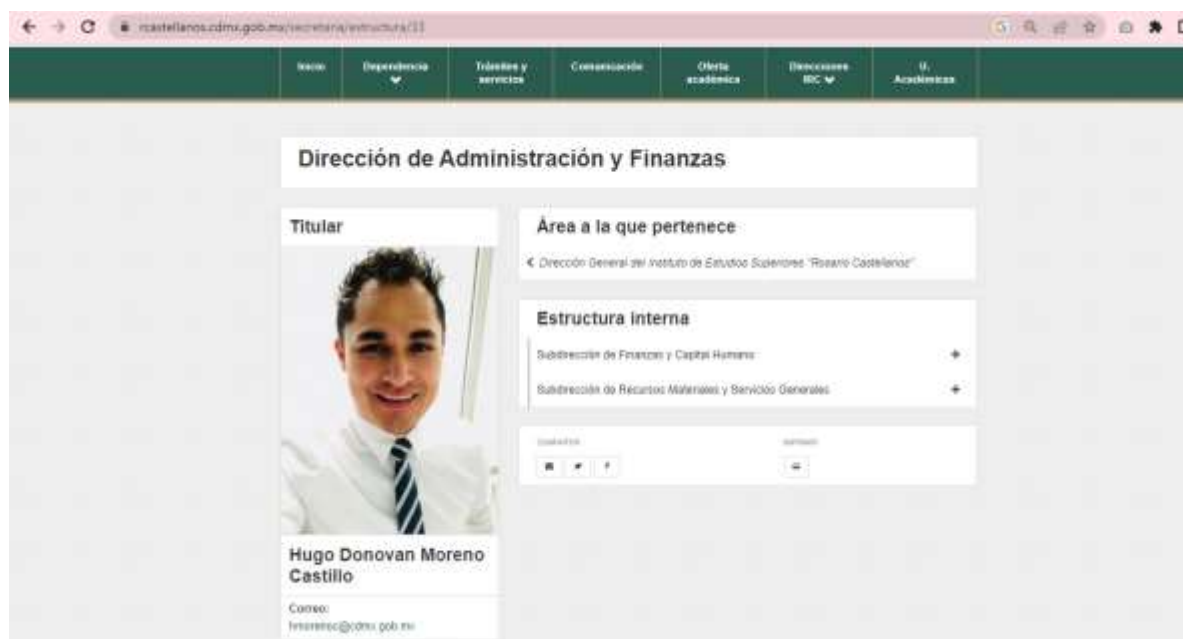 rcastellanos.cdmx.gob.mx/secretaria/estructura/11
Inicio
Dependencia
Trámites y
servicios
Comunicación
Oferta
académica
Direcciones
IRC
U.
Académicas
Dirección de Administración y Finanzas
Titular
Hugo Donovan Moreno
Castillo
Correo:
Área a la que pertenece
Dirección General del Instituto de Estudios Superiores "Rosario Castellanos"
Estructura interna
Subdirección de Finanzas y Capital Humano
Subdirección de Recursos Materiales y Servicios Generales